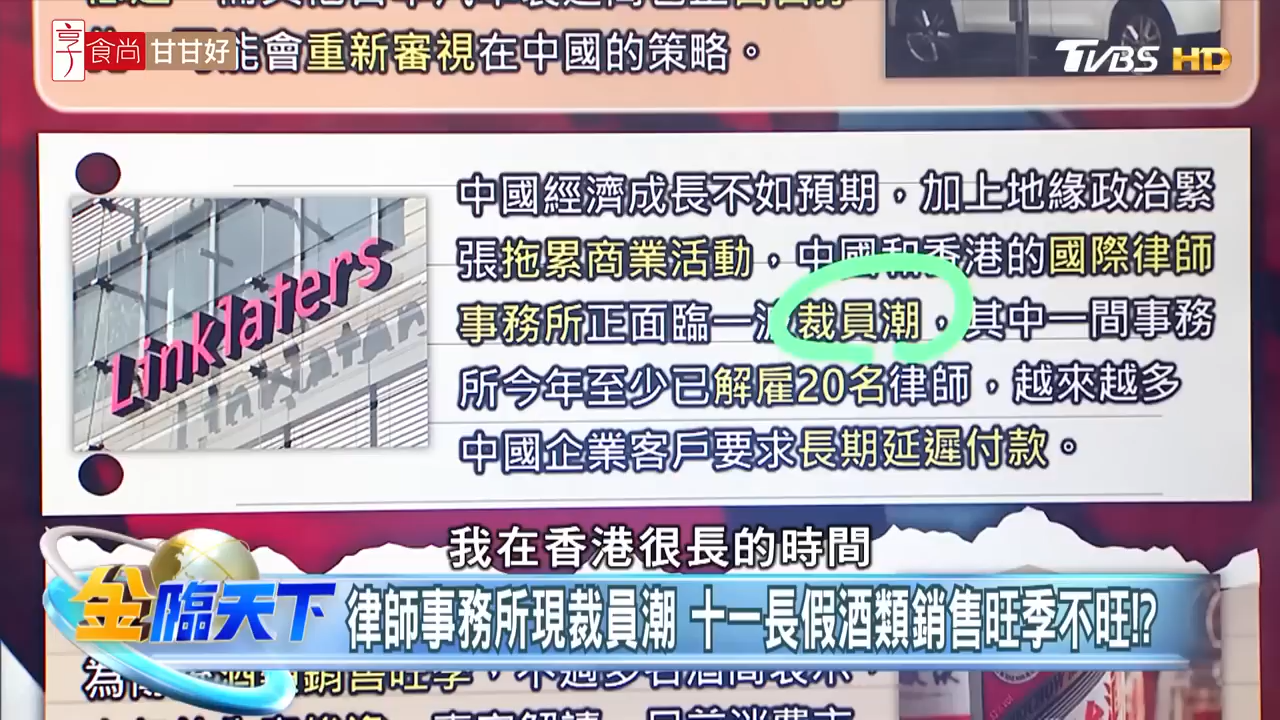 享
食尚
甘甘好
TVBS HD
能會重新審視在中國的策略。
Linklaters
中國經濟成長不如預期，加上地緣政治緊
張拖累商業活動，中國和香港的國際律師
事務所正面臨一波裁員潮，其中一間事務
所今年至少已解雇20名律師，越來越多
中國企業客戶要求長期延遲付款。
我在香港很長的時間
金臨天下
律師事務所現裁員潮 十一長假酒類銷售旺季不旺!?